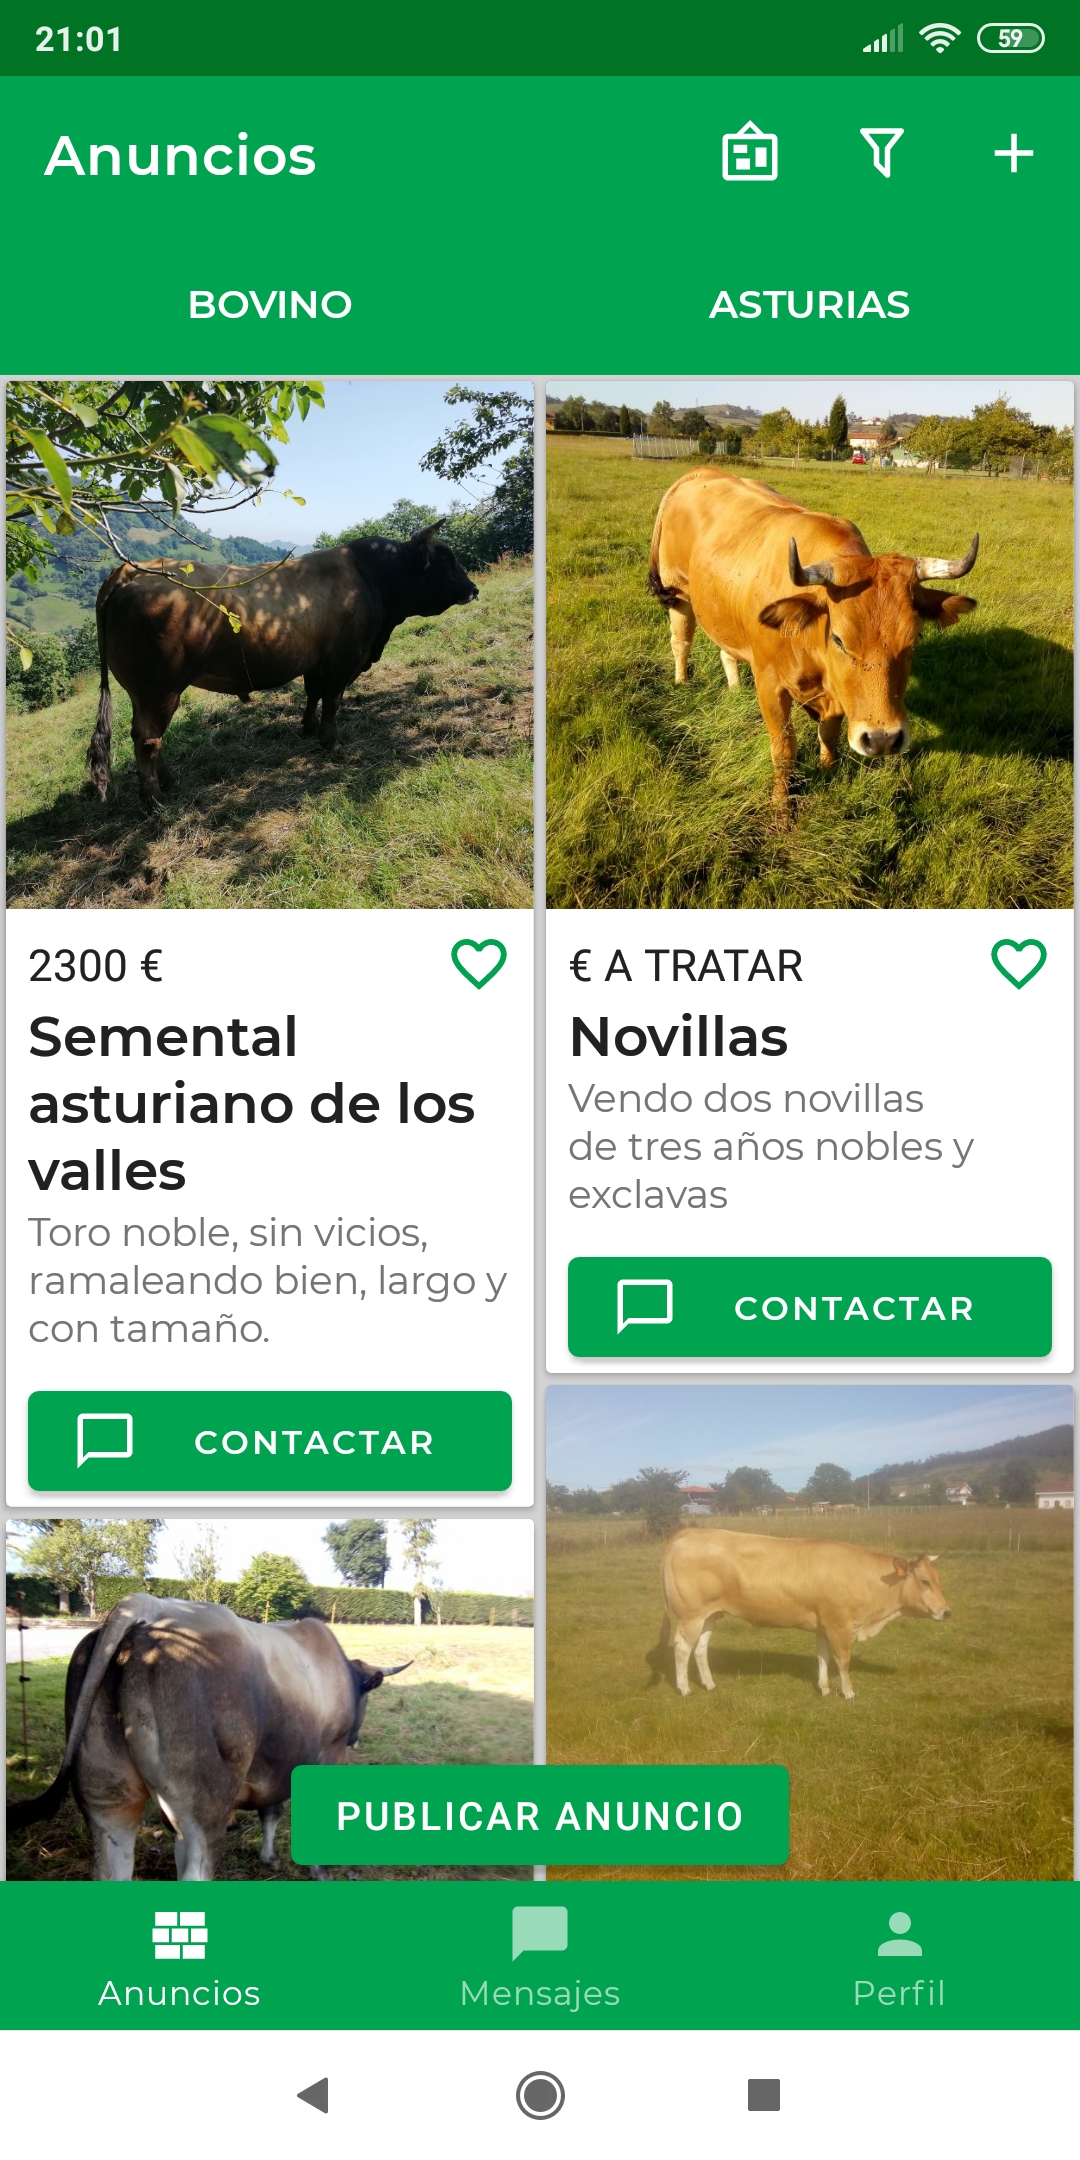 21:01
59
Anuncios
BOVINO
ASTURIAS
2300 €
Semental
asturiano de los
valles
Toro noble, sin vicios,
ramaleando bien, largo y
con tamaño.
CONTACTAR
€ A TRATAR
Novillas
Vendo dos novillas
de tres años nobles y
exclavas
CONTACTAR
PUBLICAR ANUNCIO
Anuncios
Mensajes
Perfil